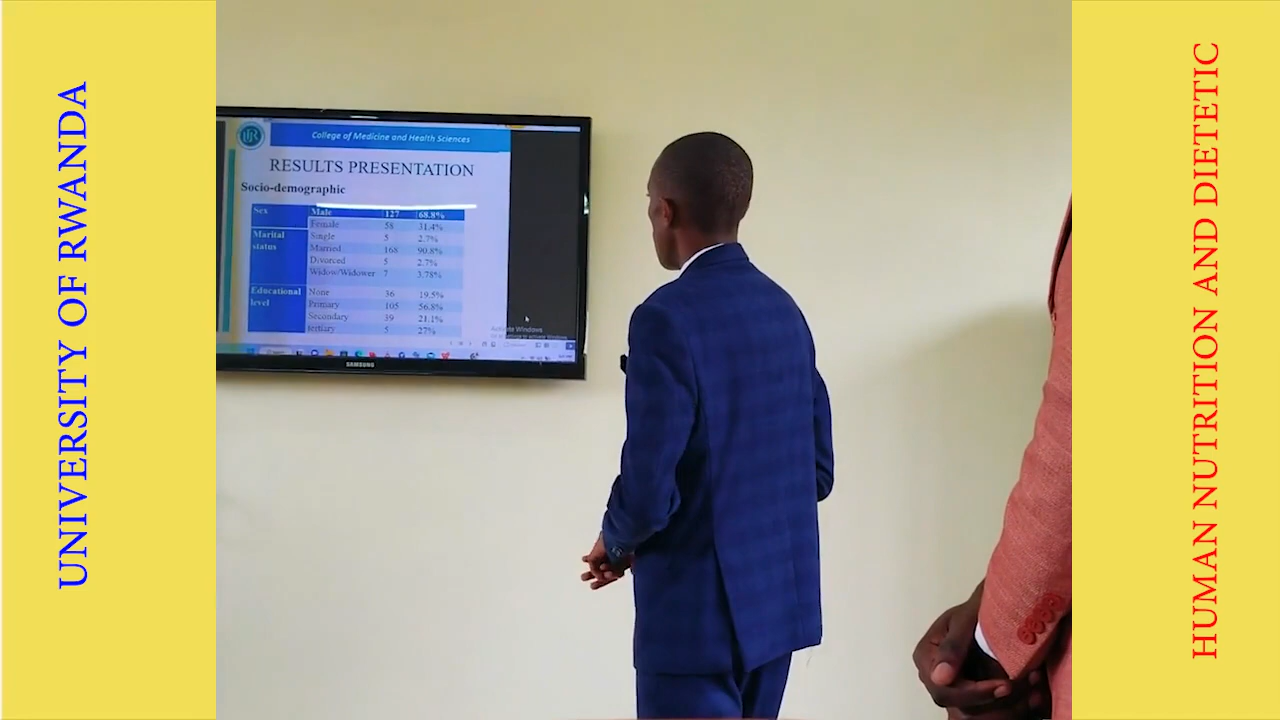 UNIVERSITY OF RWANDA
UR
College of Medicine and Health Sciences
RESULTS PRESENTATION
Socio-demographic
Sex Male 127 68.8%
Female 58 31.4%
Marital status Single 5 2.7%
Married 168 90.8%
Divorced 5 2.7%
Widow/Widower 7 3.78%
Educational level None 36 19.5%
Primary 105 56.8%
Secondary 39 21.1%
tertiary 5 27%
Activate Windows
SAMSUNG
HUMAN NUTRITION AND DIETETIC